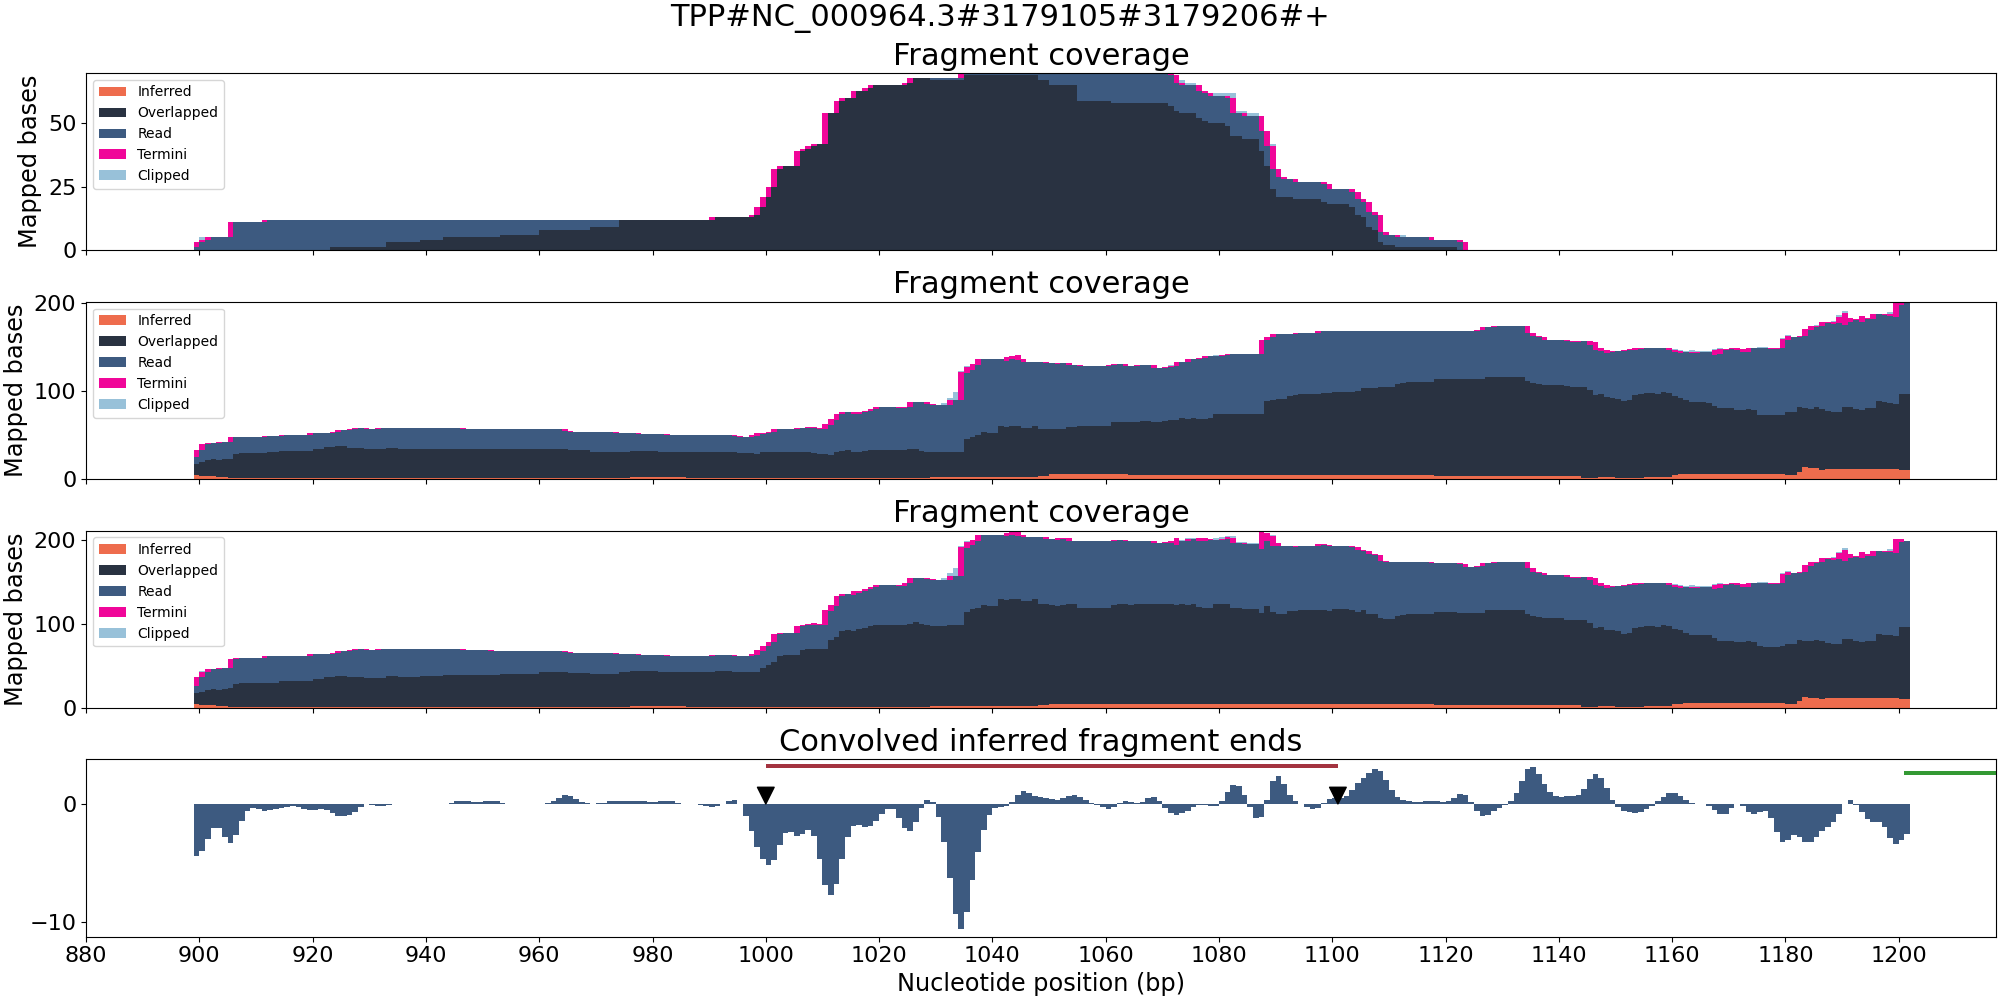 TPP#NC_000964.3#3179105#3179206#+
Fragment coverage
Mapped bases
50
25
0
Inferred
Overlapped
Read
Termini
Clipped
Fragment coverage
Mapped bases
200
100
0
Inferred
Overlapped
Read
Termini
Clipped
Fragment coverage
Mapped bases
200
100
0
Inferred
Overlapped
Read
Termini
Clipped
Convolved inferred fragment ends
0
−10
880 900 920 940 960 980 1000 1020 1040 1060 1080 1100 1120 1140 1160 1180 1200
Nucleotide position (bp)